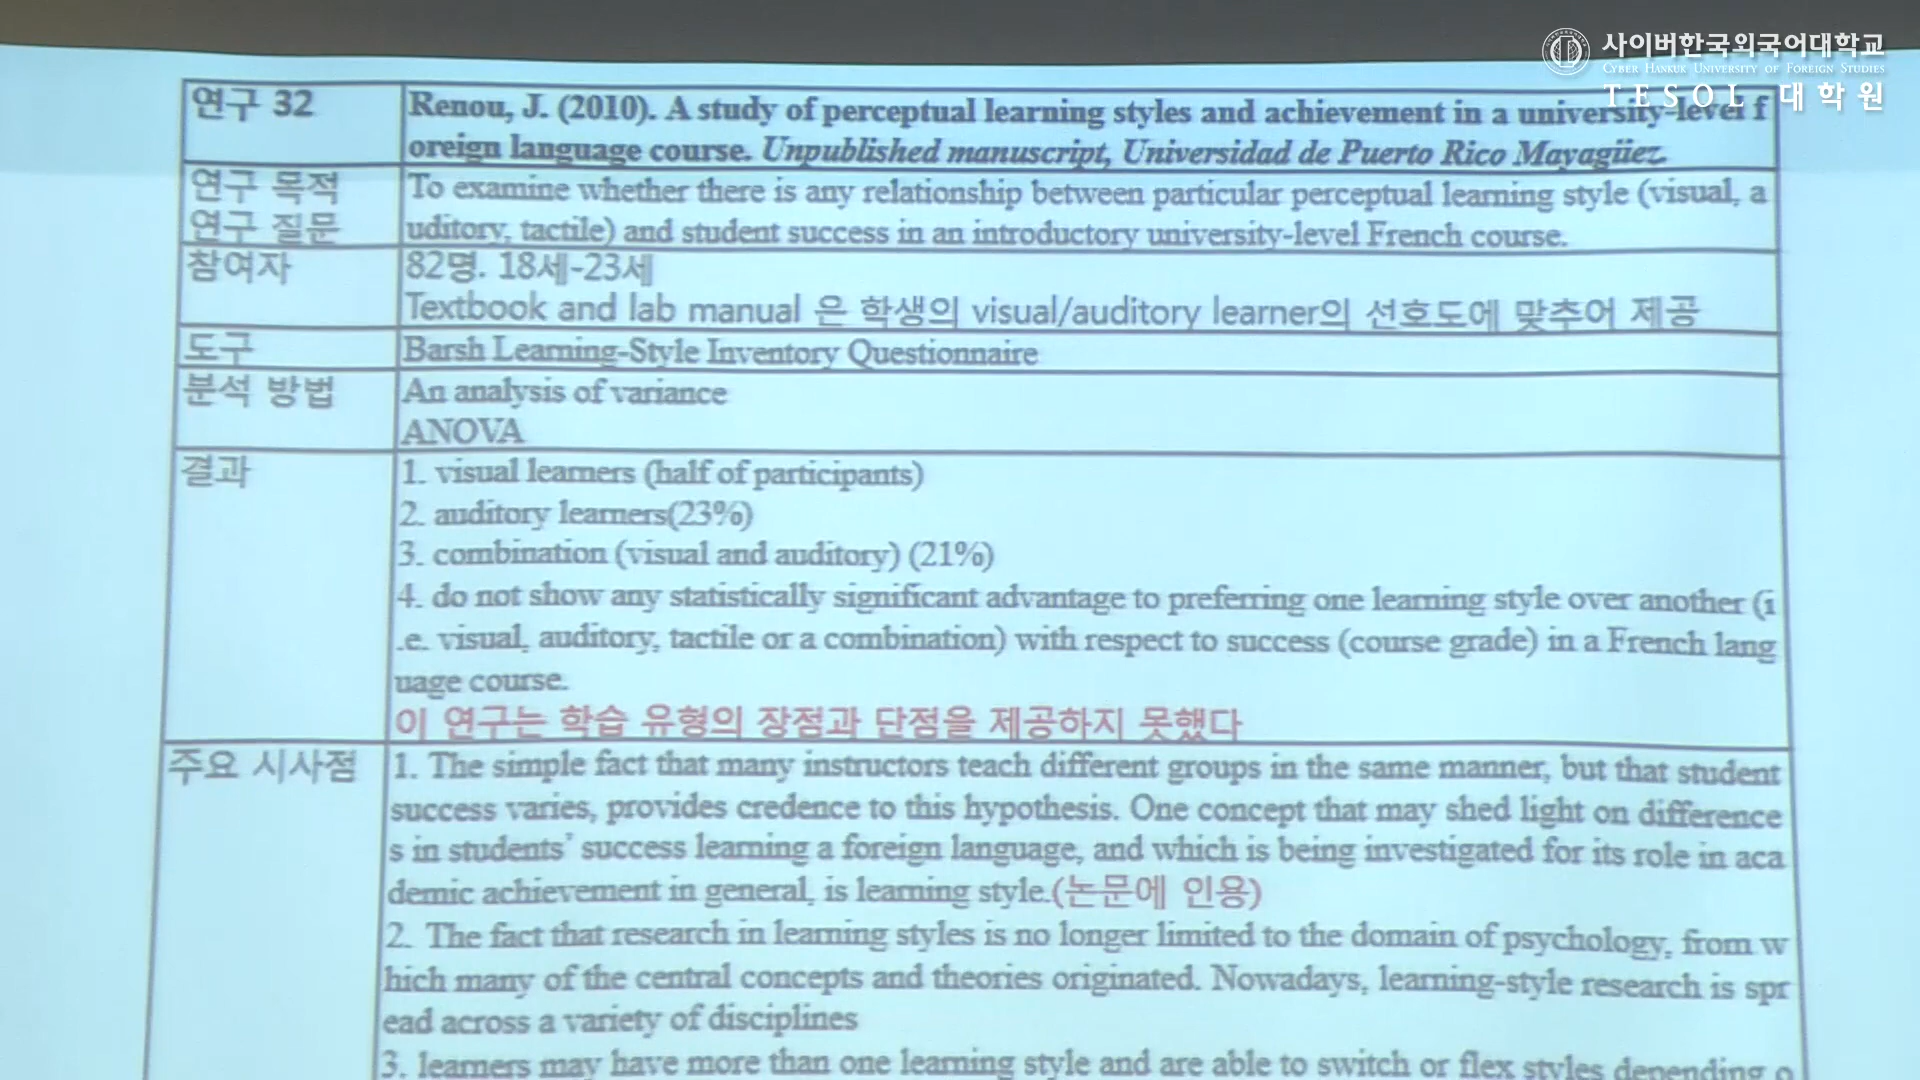 사이버한국외국어대학교
CYBER HANKUK UNIVERSITY OF FOREIGN STUDIES
TESOL 대학원
연구 32
Renou, J. (2010). A study of perceptual learning styles and achievement in a university-level f
oreign language course. Unpublished manuscript, Universidad de Puerto Rico Mayagüez.
연구 목적
연구 질문
To examine whether there is any relationship between particular perceptual learning style (visual, a
uditory, tactile) and student success in an introductory university-level French course.
참여자
82명. 18세-23세
Textbook and lab manual 은 학생의 visual/auditory learner의 선호도에 맞추어 제공
도구
Barsh Learning-Style Inventory Questionnaire
분석 방법
An analysis of variance
ANOVA
결과
1. visual learners (half of participants)
2. auditory learners(23%)
3. combination (visual and auditory) (21%)
4. do not show any statistically significant advantage to preferring one learning style over another (i
.e. visual, auditory, tactile or a combination) with respect to success (course grade) in a French lang
uage course.
이 연구는 학습 유형의 장점과 단점을 제공하지 못했다
주요 시사점
1. The simple fact that many instructors teach different groups in the same manner, but that student
success varies, provides credence to this hypothesis. One concept that may shed light on difference
s in students' success learning a foreign language, and which is being investigated for its role in aca
demic achievement in general, is learning style.(논문에 인용)
2. The fact that research in learning styles is no longer limited to the domain of psychology, from w
hich many of the central concepts and theories originated. Nowadays, learning-style research is spr
ead across a variety of disciplines
3. learners may have more than one learning style and are able to switch or flex styles depending o